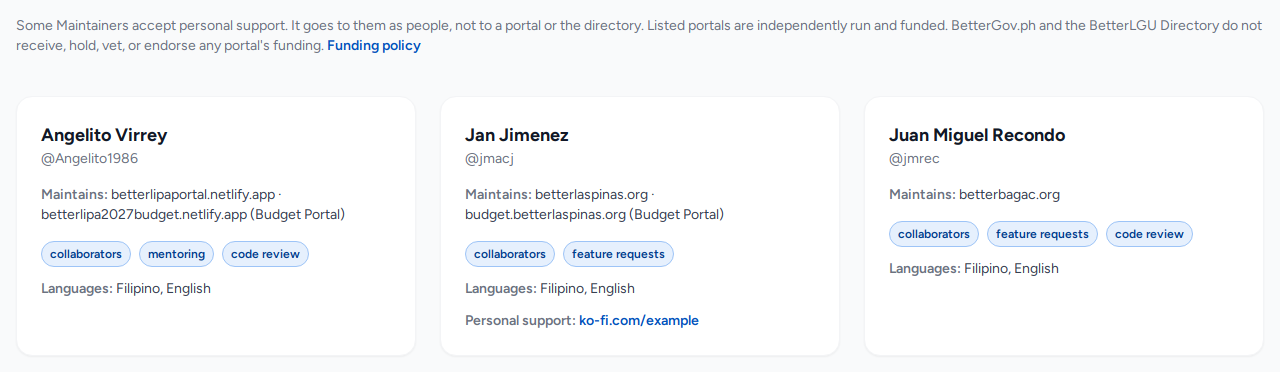 Some Maintainers accept personal support. It goes to them as people, not to a portal or the directory. Listed portals are independently run and funded. BetterGov.ph and the BetterLGU Directory do not
receive, hold, vet, or endorse any portal's funding. Funding policy
Angelito Virrey
@Angelito1986
Maintains: betterlipaportal.netlify.app ·
betterlipa2027budget.netlify.app (Budget Portal)
collaborators
mentoring
code review
Languages: Filipino, English
Jan Jimenez
@jmacj
Maintains: betterlaspinas.org ·
budget.betterlaspinas.org (Budget Portal)
collaborators
feature requests
Languages: Filipino, English
Personal support: ko-fi.com/example
Juan Miguel Recondo
@jmrec
Maintains: betterbagac.org
collaborators
feature requests
code review
Languages: Filipino, English